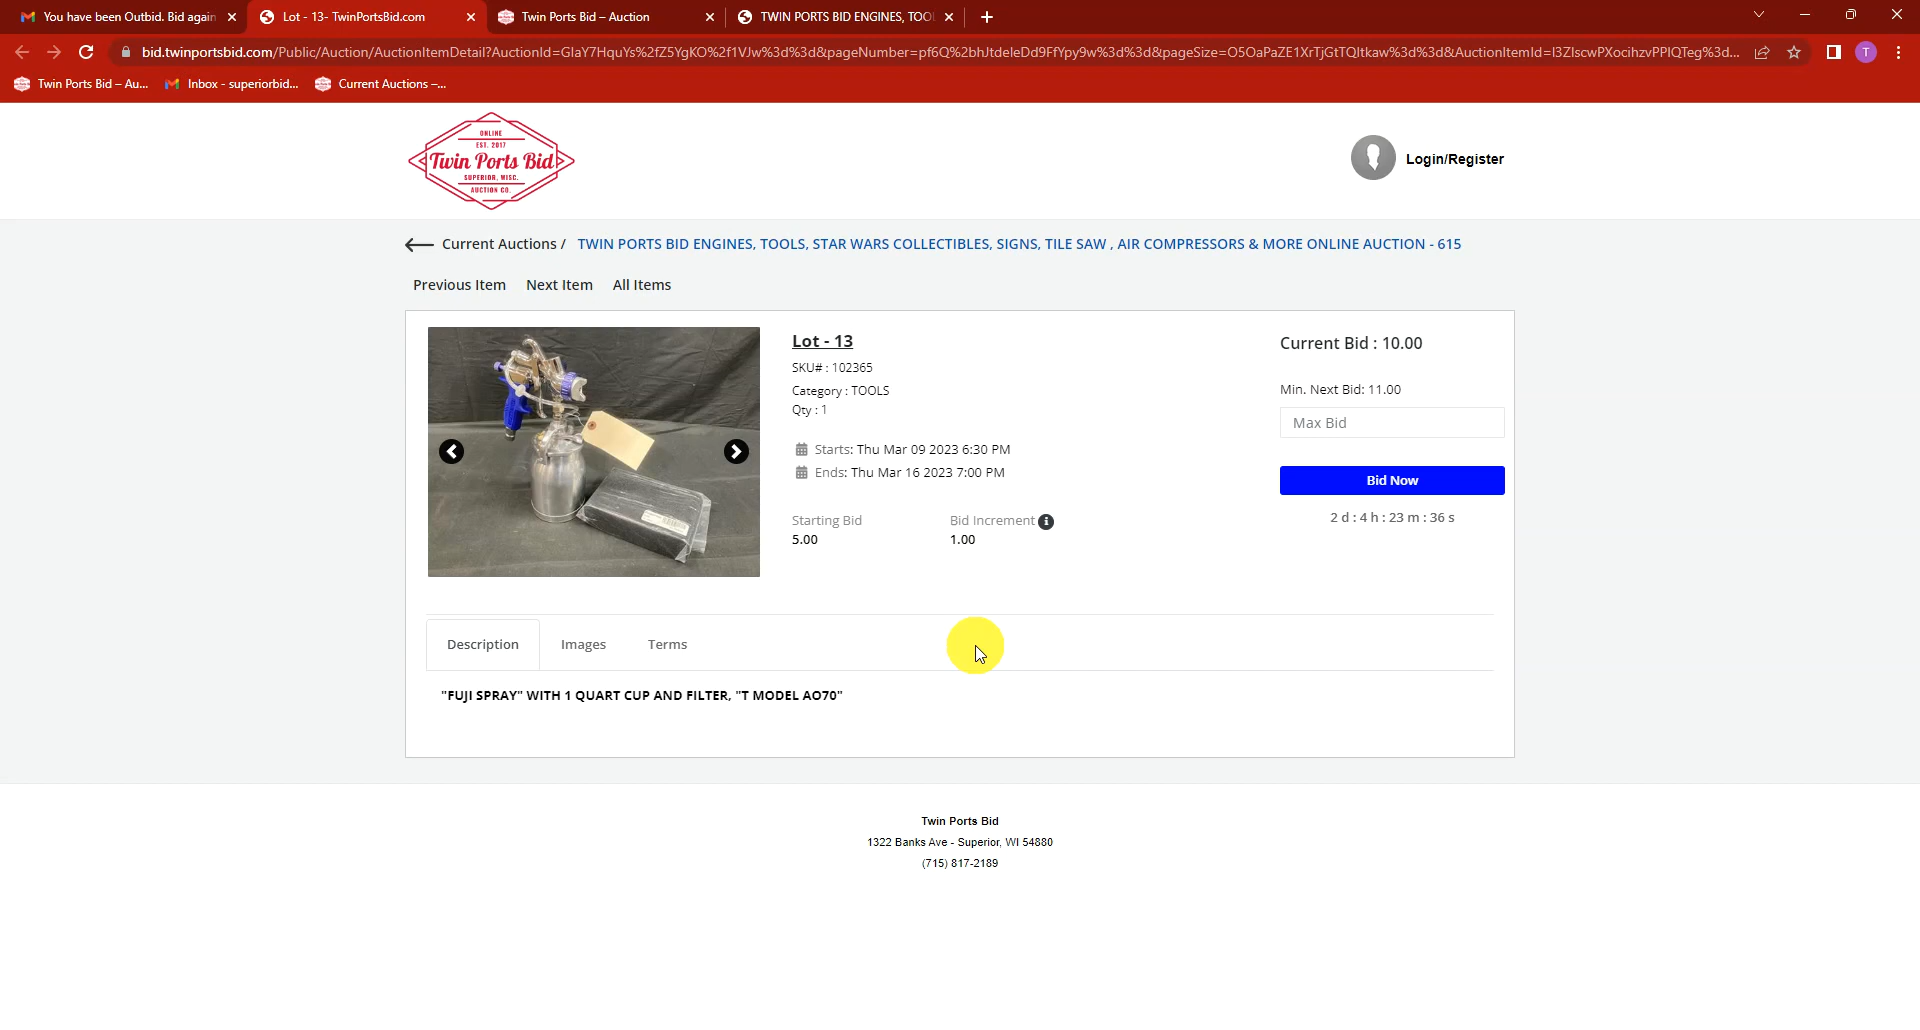 You have been Outbid. Bid again
Lot - 13- TwinPortsBid.com
Twin Ports Bid – Auction
TWIN PORTS BID ENGINES, TOOL
bid.twinportsbid.com/Public/Auction/AuctionItemDetail?AuctionId=GlaY7HquYs%2fZ5YgKO%2f1VJw%3d%3d&pageNumber=pf6Q%2bhJtdeleDd9FfYpy9w%3d%3d&pageSize=O5OaPaZE1XrTjGtTQltkaw%3d%3d&AuctionItemId=I3ZlscwPXocihzvPPlQTeg%3d...
T
Twin Ports Bid – Au...
Inbox - superiorbid...
Current Auctions –...
ONLINE
EST. 2017
Twin Ports Bid
SUPERIOR, WISC.
AUCTION CO.
Login/Register
Current Auctions / TWIN PORTS BID ENGINES, TOOLS, STAR WARS COLLECTIBLES, SIGNS, TILE SAW , AIR COMPRESSORS & MORE ONLINE AUCTION - 615
Previous Item Next Item All Items
Lot - 13
SKU# : 102365
Category : TOOLS
Qty : 1
Starts: Thu Mar 09 2023 6:30 PM
Ends: Thu Mar 16 2023 7:00 PM
Starting Bid
5.00
Bid Increment
1.00
Current Bid : 10.00
Min. Next Bid: 11.00
Max Bid
Bid Now
2 d : 4 h : 23 m : 36 s
Description Images Terms
"FUJI SPRAY" WITH 1 QUART CUP AND FILTER, "T MODEL AO70"
Twin Ports Bid
1322 Banks Ave - Superior, WI 54880
(715) 817-2189